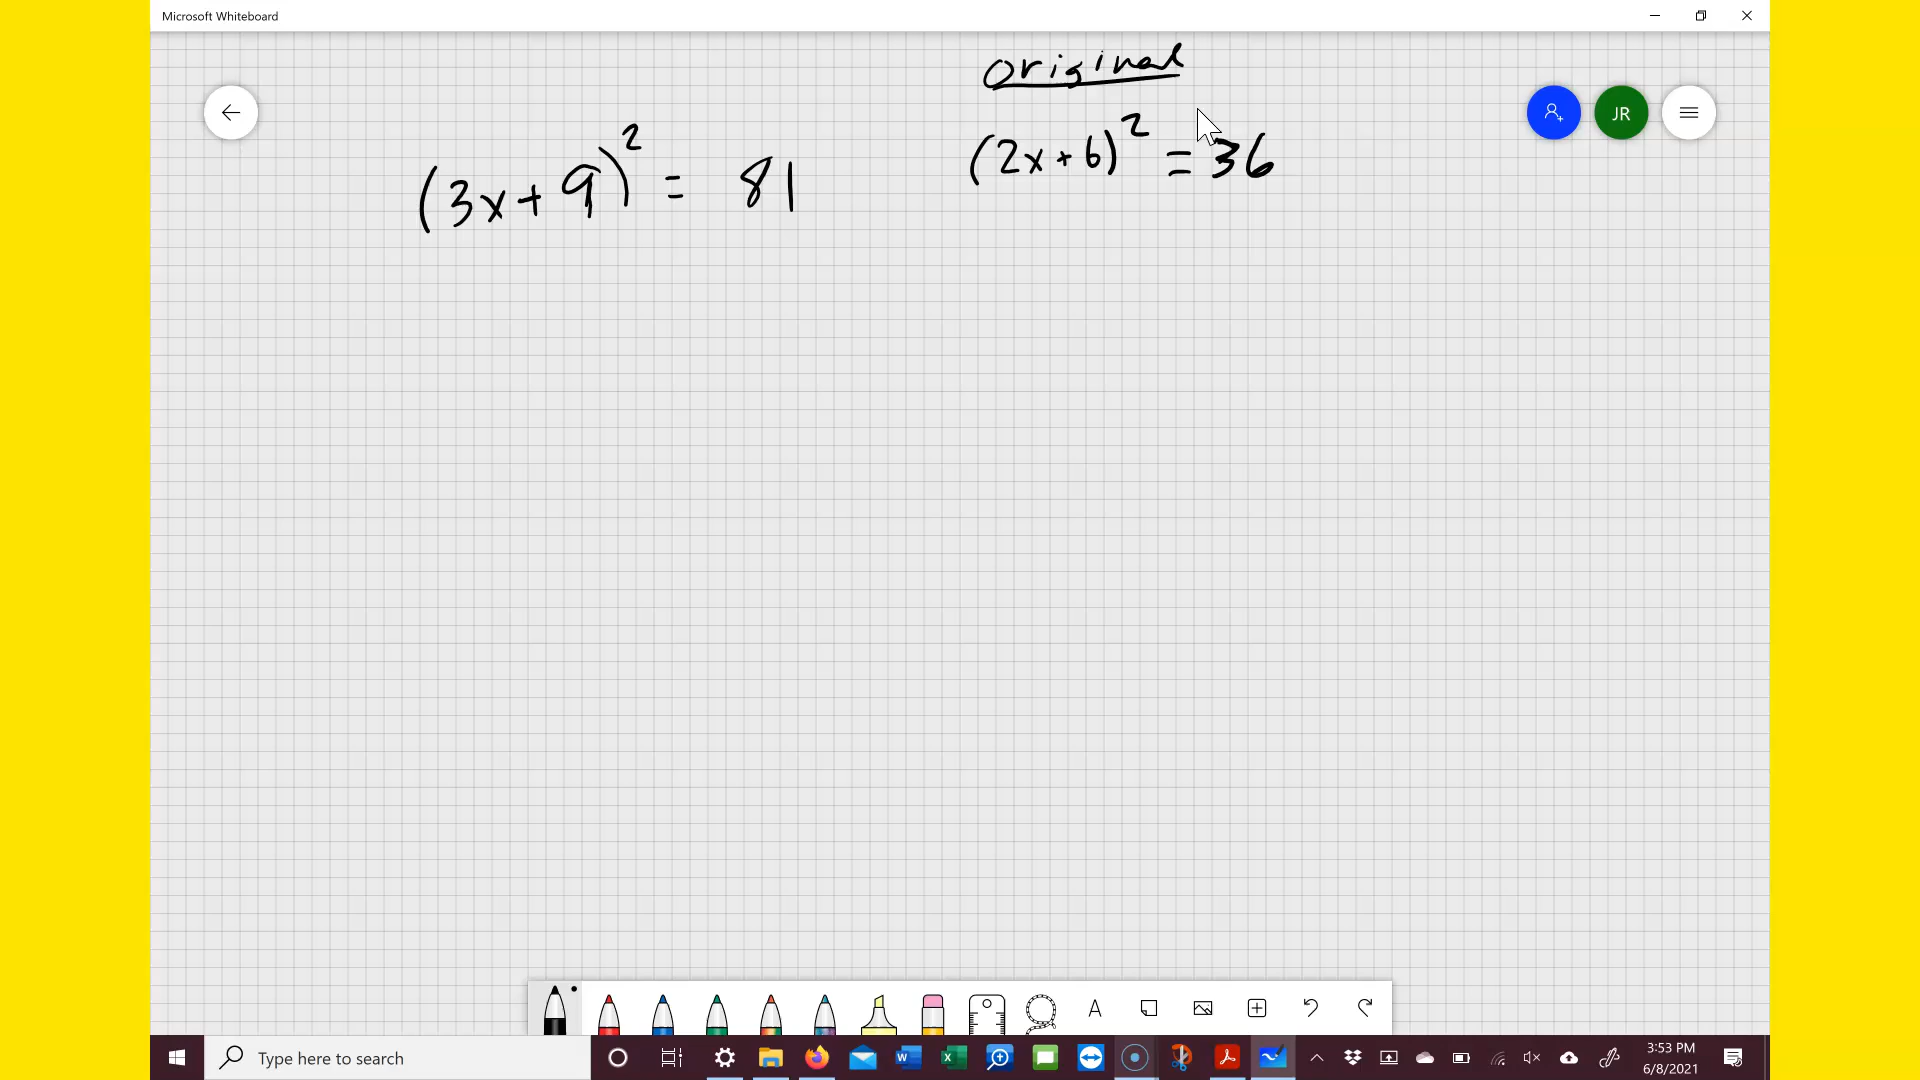 Microsoft Whiteboard
original
(2x+6)² = 36
(3x+9)² = 81
JR
A
Type here to search
3:53 PM
6/8/2021